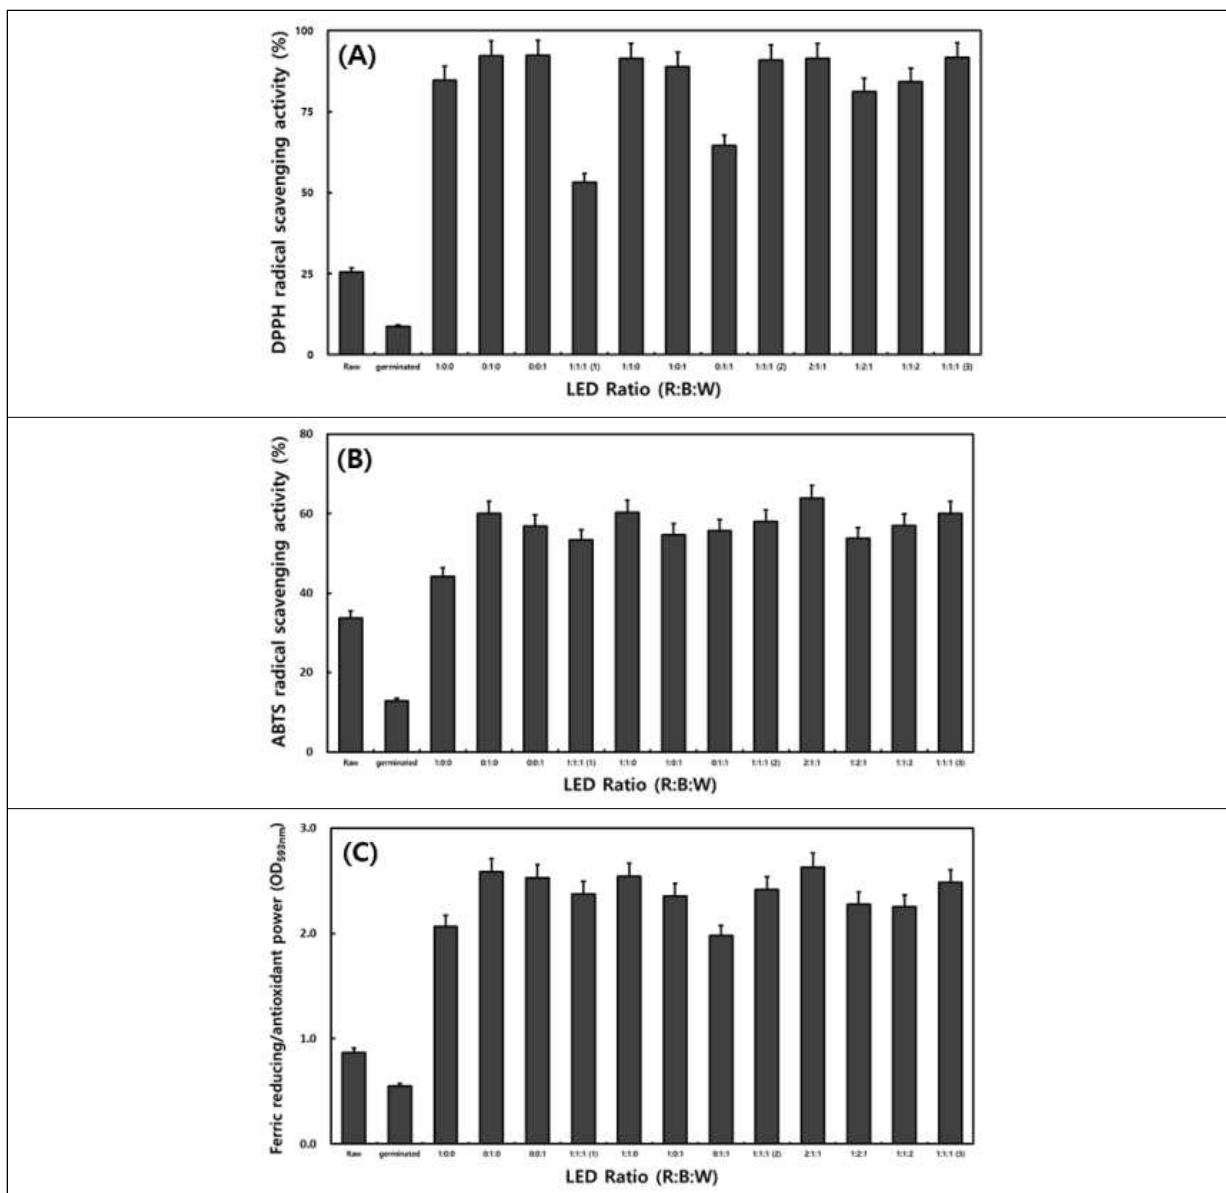 (A)
DPPH radical scavenging activity (%)
100
75
50
25
0
Raw germinated 1:0:0 0:1:0 0:0:1 1:1:1 (1) 1:1:0 1:0:1 0:1:1 1:1:1 (2) 2:1:1 1:2:1 1:1:2 1:1:1 (3)
LED Ratio (R:B:W)
(B)
ABTS radical scavenging activity (%)
80
60
40
20
0
Raw germinated 1:0:0 0:1:0 0:0:1 1:1:1 (1) 1:1:0 1:0:1 0:1:1 1:1:1 (2) 2:1:1 1:2:1 1:1:2 1:1:1 (3)
LED Ratio (R:B:W)
(C)
Ferric reducing/antioxidant power (OD593nm)
3.0
2.0
1.0
0.0
Raw germinated 1:0:0 0:1:0 0:0:1 1:1:1 (1) 1:1:0 1:0:1 0:1:1 1:1:1 (2) 2:1:1 1:2:1 1:1:2 1:1:1 (3)
LED Ratio (R:B:W)